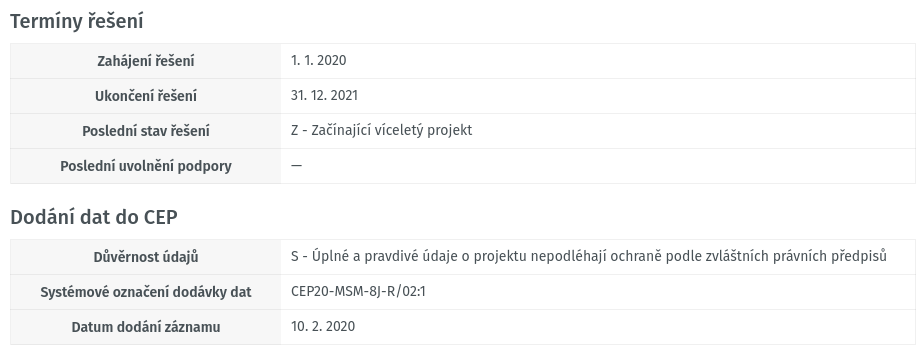 Termíny řešení
Zahájení řešení 1. 1. 2020
Ukončení řešení 31. 12. 2021
Poslední stav řešení Z - Začínající víceletý projekt
Poslední uvolnění podpory —
Dodání dat do CEP
Důvěrnost údajů S - Úplné a pravdivé údaje o projektu nepodléhají ochraně podle zvláštních právních předpisů
Systémové označení dodávky dat CEP20-MSM-8J-R/02:1
Datum dodání záznamu 10. 2. 2020